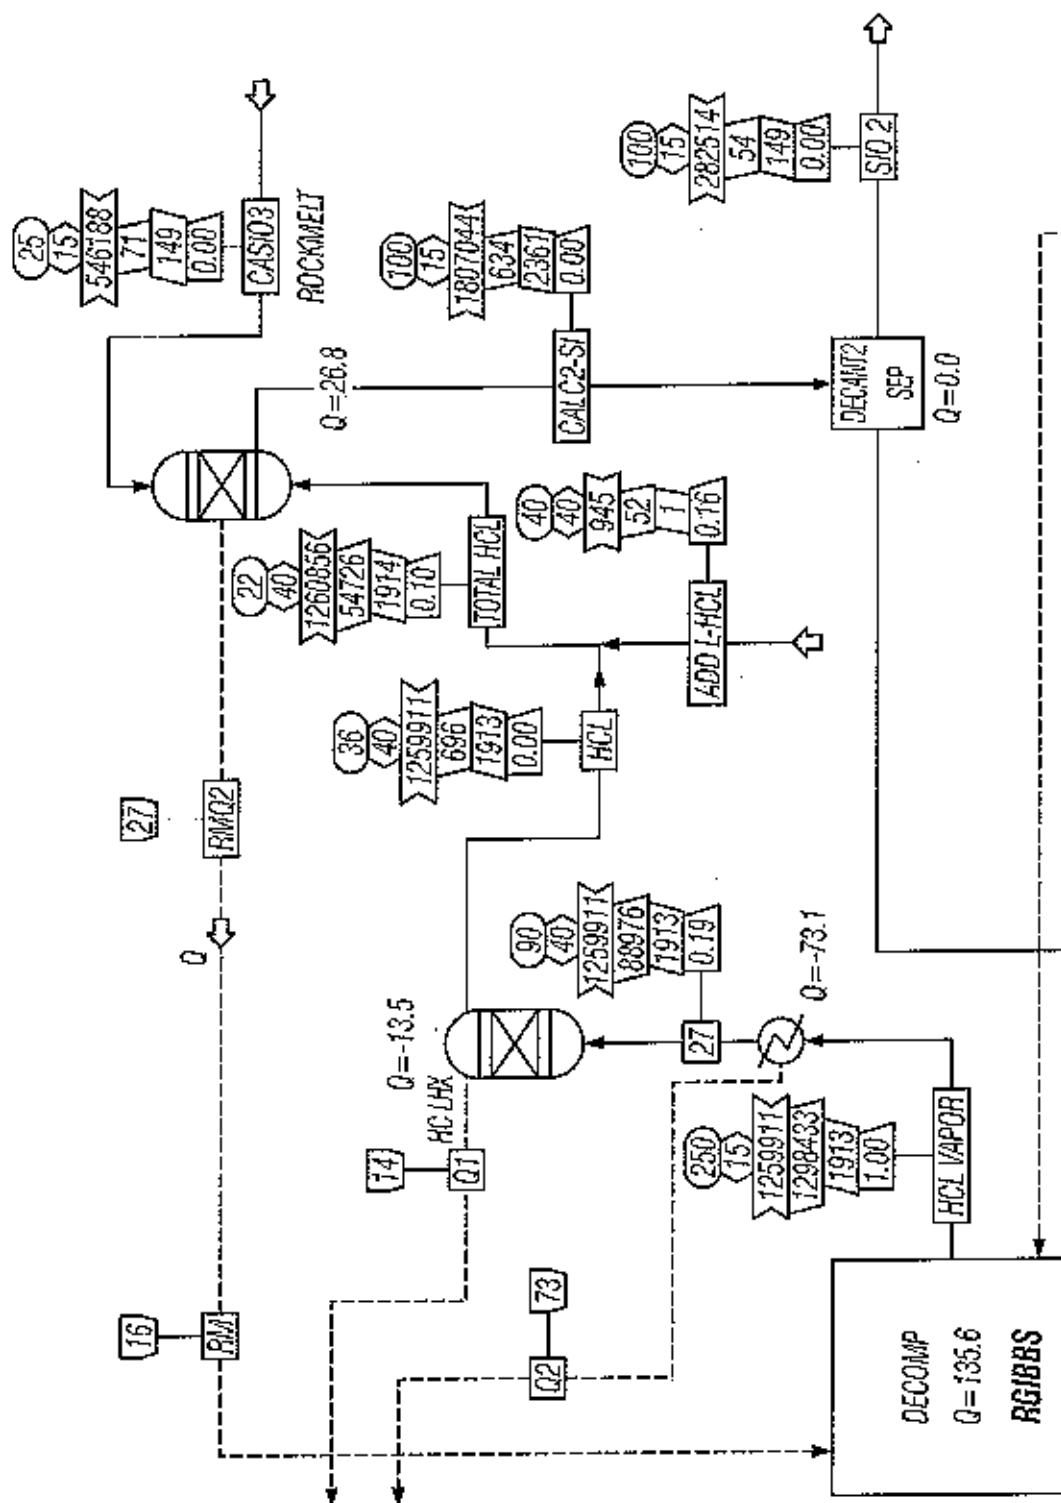 25
15
546188
71
149
0.00
CASIO3
ROCKMELT
100
15
282514
54
149
0.00
SIO 2
100
15
1807044
634
2361
0.00
CALC2-SI
Q=26.8
DECANT2
SEP
Q=0.0
22
40
1260856
54726
1914
0.10
TOTAL HCL
40
40
945
52
1
0.16
ADD L-HCL
36
40
1259911
696
1913
0.00
HCL
27
RMQ2
Q
90
40
1259911
88976
1913
0.19
27
Q=-73.1
Q=-13.5
HC LHX
14
Q1
250
15
1259911
1298433
1913
1.00
HCL VAPOR
16
RM
73
Q2
DECOMP
Q=135.6
RGIBBS